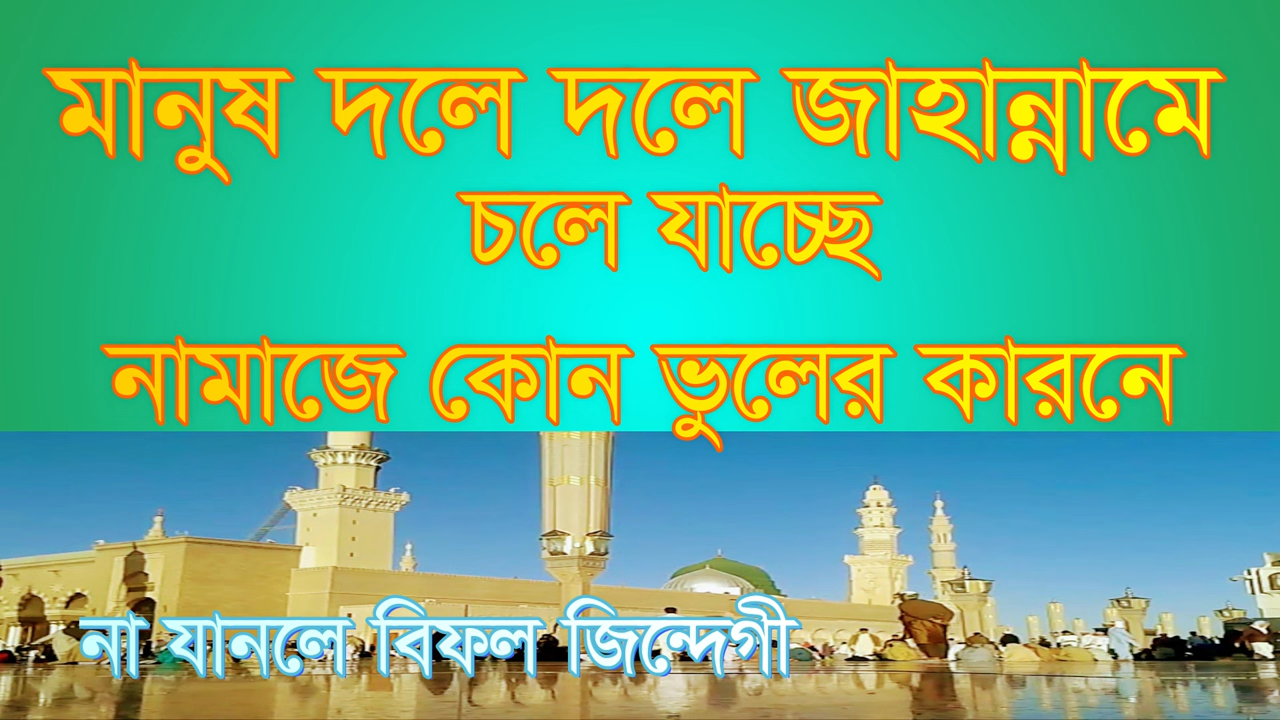 মানুষ দলে দলে জাহান্নামে
চলে যাচ্ছে
নামাজে কোন ভুলের কারনে
না যানলে বিফল জিন্দেগী